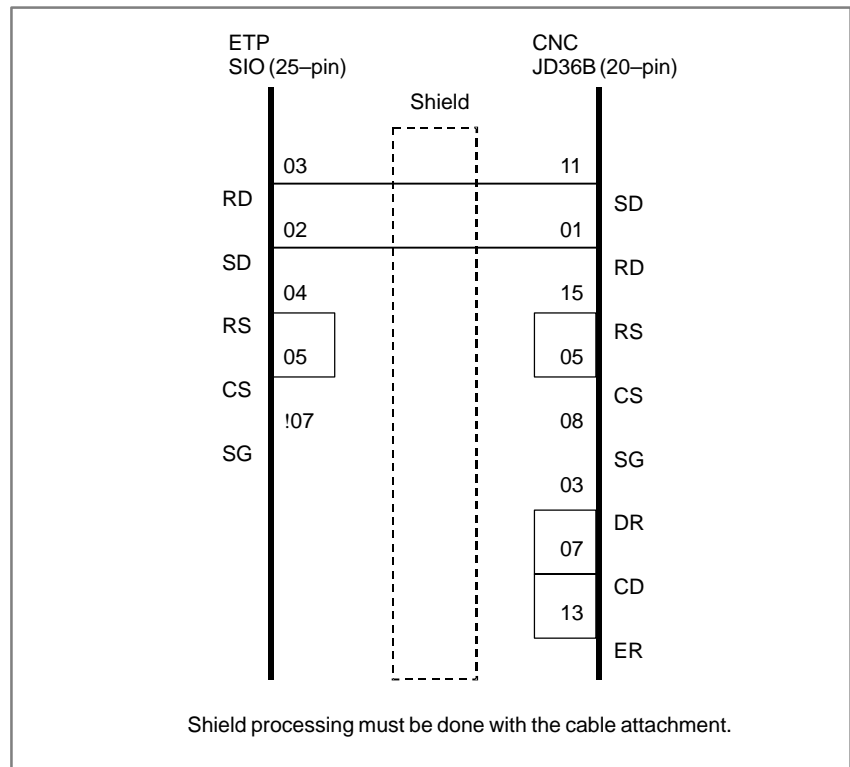 ETP
SIO (25–pin)
CNC
JD36B (20–pin)
Shield
03
11
RD
SD
02
01
SD
RD
04
15
RS
RS
05
05
CS
CS
!07
08
SG
SG
03
DR
07
CD
13
ER
Shield processing must be done with the cable attachment.